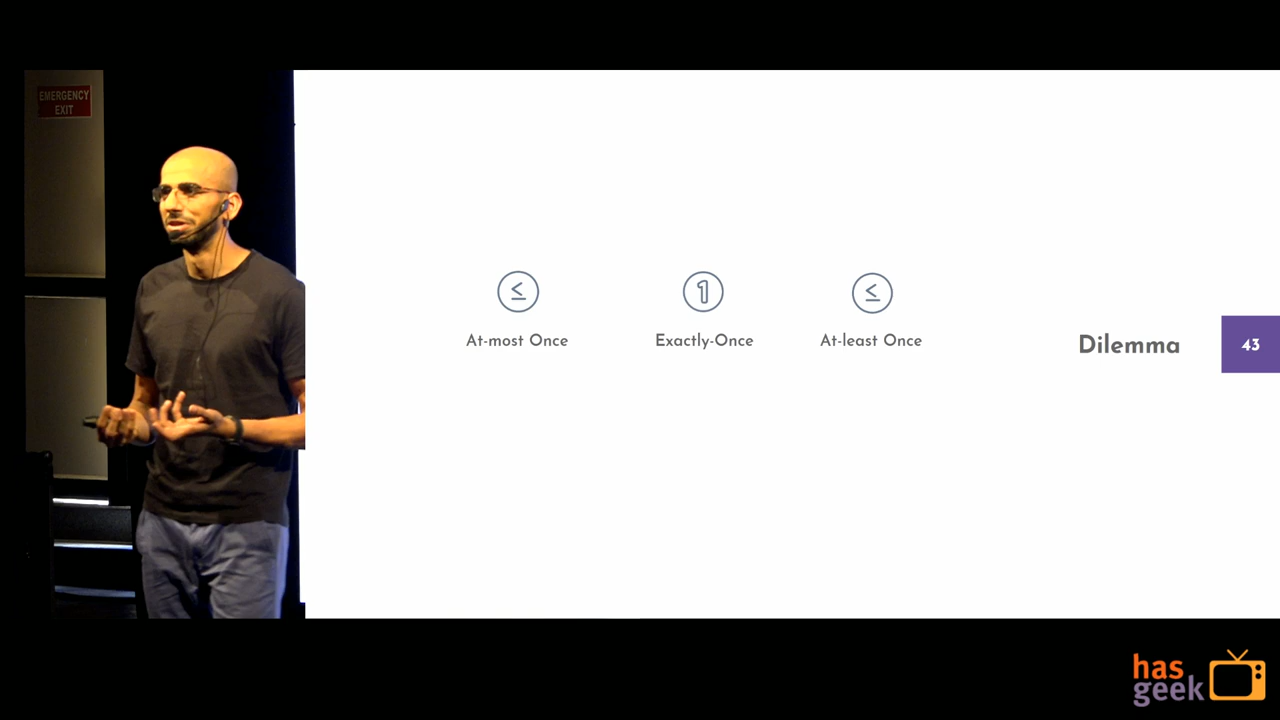 EMERGENCY
EXIT
≤
1
≤
At-most Once
Exactly-Once
At-least Once
Dilemma
43
has
geek